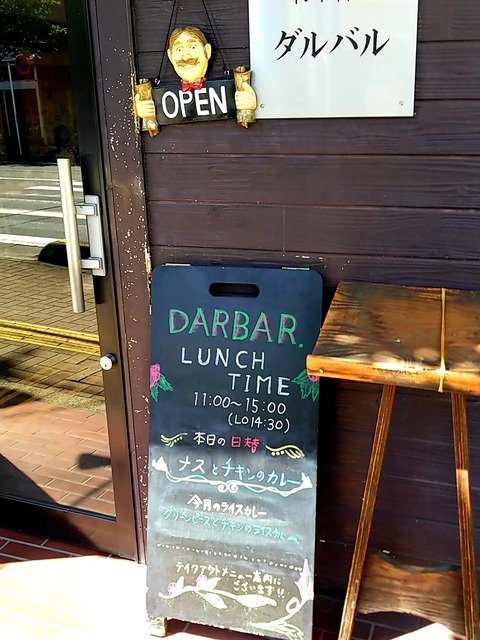 ダルバル
OPEN
DARBAR.
LUNCH
TIME
11:00~15:00
(LO14:30)
本日の日替
ナスとチキンのカレー
今月のライスカレー
グリーンピースとチキンのライスカレー
テイクアウトメニュー案内に
ございます!!